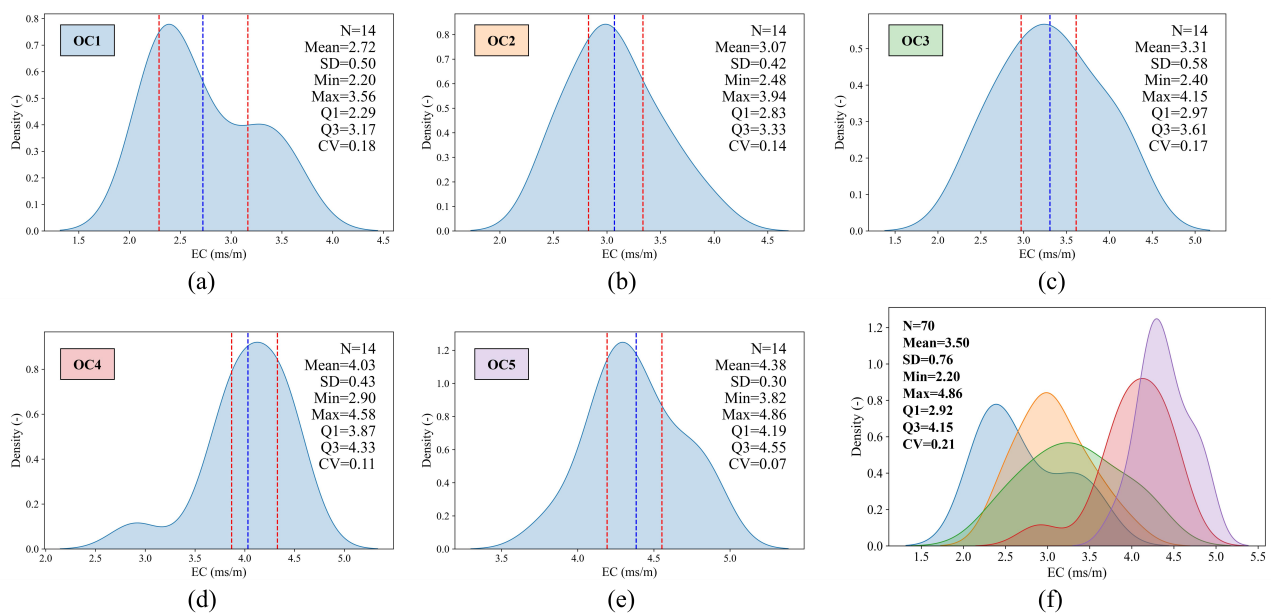 OC1
N=14
Mean=2.72
SD=0.50
Min=2.20
Max=3.56
Q1=2.29
Q3=3.17
CV=0.18
Density (-)
0.8
0.7
0.6
0.5
0.4
0.3
0.2
0.1
0.0
1.5 2.0 2.5 3.0 3.5 4.0 4.5
EC (ms/m)
(a)
OC2
N=14
Mean=3.07
SD=0.42
Min=2.48
Max=3.94
Q1=2.83
Q3=3.33
CV=0.14
Density (-)
0.8
0.7
0.6
0.5
0.4
0.3
0.2
0.1
0.0
2.0 2.5 3.0 3.5 4.0 4.5
EC (ms/m)
(b)
OC3
N=14
Mean=3.31
SD=0.58
Min=2.40
Max=4.15
Q1=2.97
Q3=3.61
CV=0.17
Density (-)
0.5
0.4
0.3
0.2
0.1
0.0
1.5 2.0 2.5 3.0 3.5 4.0 4.5 5.0
EC (ms/m)
(c)
OC4
N=14
Mean=4.03
SD=0.43
Min=2.90
Max=4.58
Q1=3.87
Q3=4.33
CV=0.11
Density (-)
0.8
0.6
0.4
0.2
0.0
2.0 2.5 3.0 3.5 4.0 4.5 5.0
EC (ms/m)
(d)
OC5
N=14
Mean=4.38
SD=0.30
Min=3.82
Max=4.86
Q1=4.19
Q3=4.55
CV=0.07
Density (-)
1.2
1.0
0.8
0.6
0.4
0.2
0.0
3.5 4.0 4.5 5.0
EC (ms/m)
(e)
N=70
Mean=3.50
SD=0.76
Min=2.20
Max=4.86
Q1=2.92
Q3=4.15
CV=0.21
Density (-)
1.2
1.0
0.8
0.6
0.4
0.2
0.0
1.5 2.0 2.5 3.0 3.5 4.0 4.5 5.0 5.5
EC (ms/m)
(f)